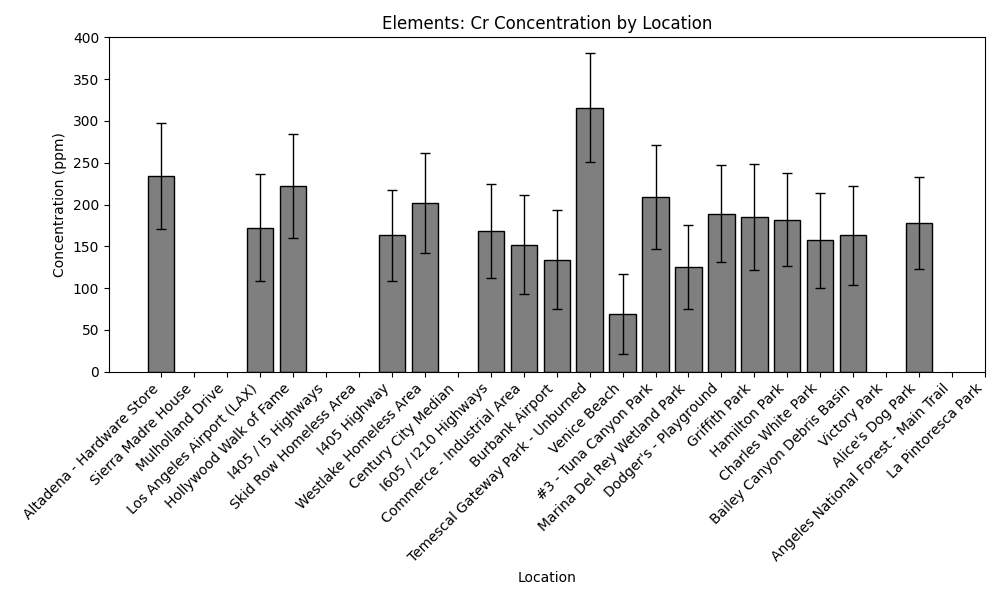 Elements: Cr Concentration by Location
Concentration (ppm)
400
350
300
250
200
150
100
50
0
Altadena - Hardware Store
Sierra Madre House
Mulholland Drive
Los Angeles Airport (LAX)
Hollywood Walk of Fame
I405 / I5 Highways
Skid Row Homeless Area
I405 Highway
Westlake Homeless Area
Century City Median
I605 / I210 Highways
Commerce - Industrial Area
Burbank Airport
Temescal Gateway Park - Unburned
Venice Beach
#3 - Tuna Canyon Park
Marina Del Rey Wetland Park
Dodger's - Playground
Griffith Park
Hamilton Park
Charles White Park
Bailey Canyon Debris Basin
Victory Park
Alice's Dog Park
Angeles National Forest - Main Trail
La Pintoresca Park
Location